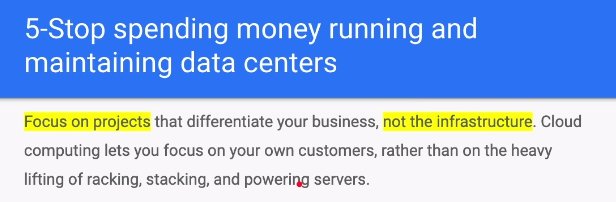 5-Stop spending money running and
maintaining data centers
Focus on projects that differentiate your business, not the infrastructure. Cloud
computing lets you focus on your own customers, rather than on the heavy
lifting of racking, stacking, and powering servers.